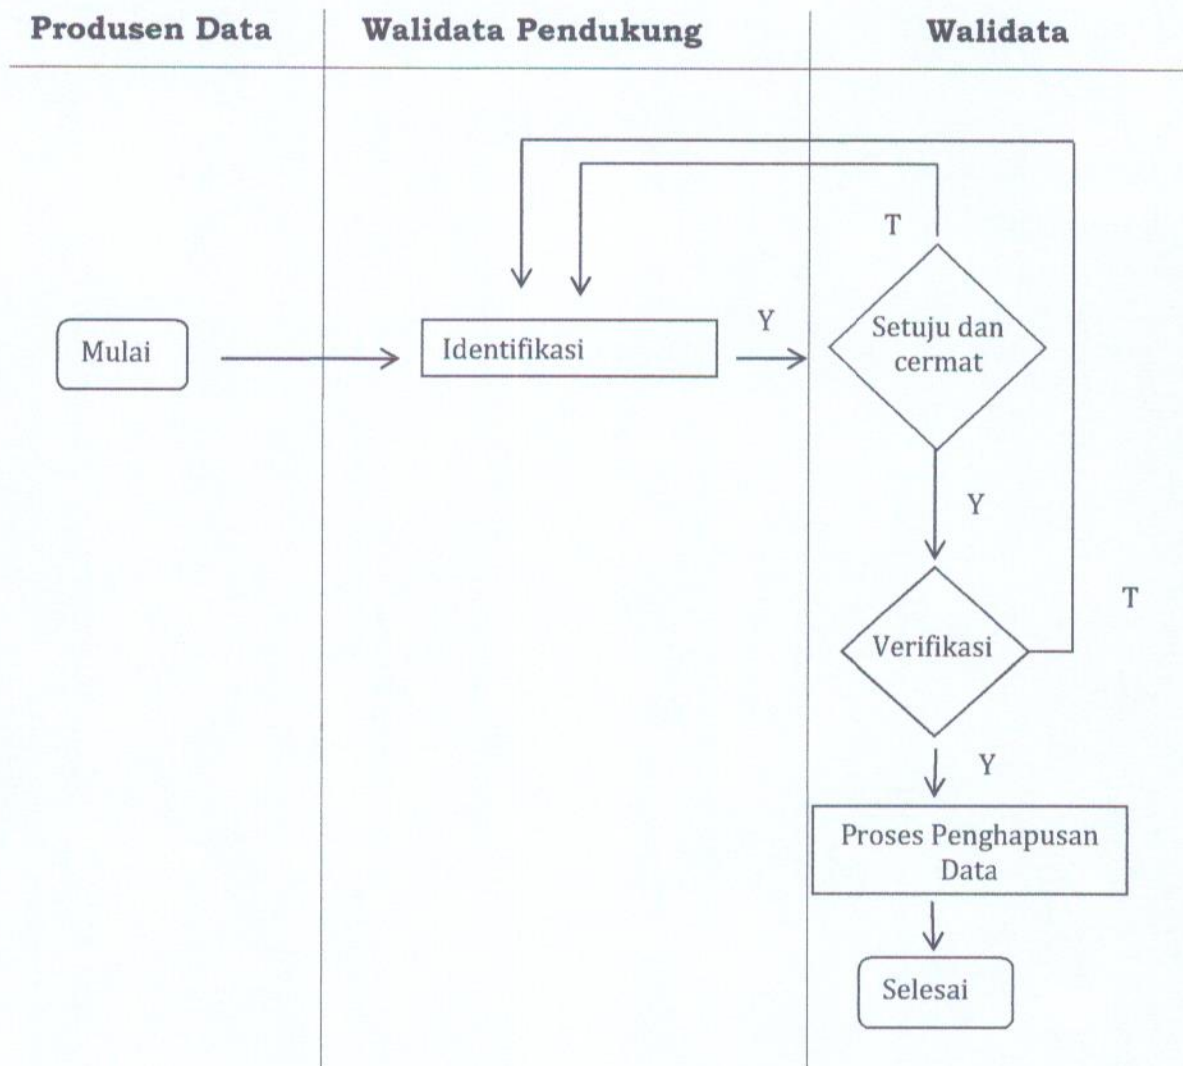 Produsen Data
Walidata Pendukung
Walidata
T
Mulai
Identifikasi
Y
Setuju dan
cermat
Y
T
Verifikasi
Y
Proses Penghapusan
Data
Selesai